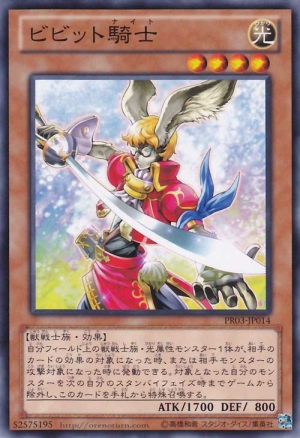 ビビット騎士
ナイト
光
PR03-JP014
【獣戦士族・効果】
自分フィールド上の獣戦士族・光属性モンスター1体が、相手の
カードの効果の対象になった時、または相手モンスターの
攻撃対象になった時に発動できる。対象となった自分のモ
ンスターを次の自分のスタンバイフェイズ時までゲームから
除外し、このカードを手札から特殊召喚する。
ATK/1700 DEF/ 800
52575195
©高橋和希 スタジオ・ダイス/集英社